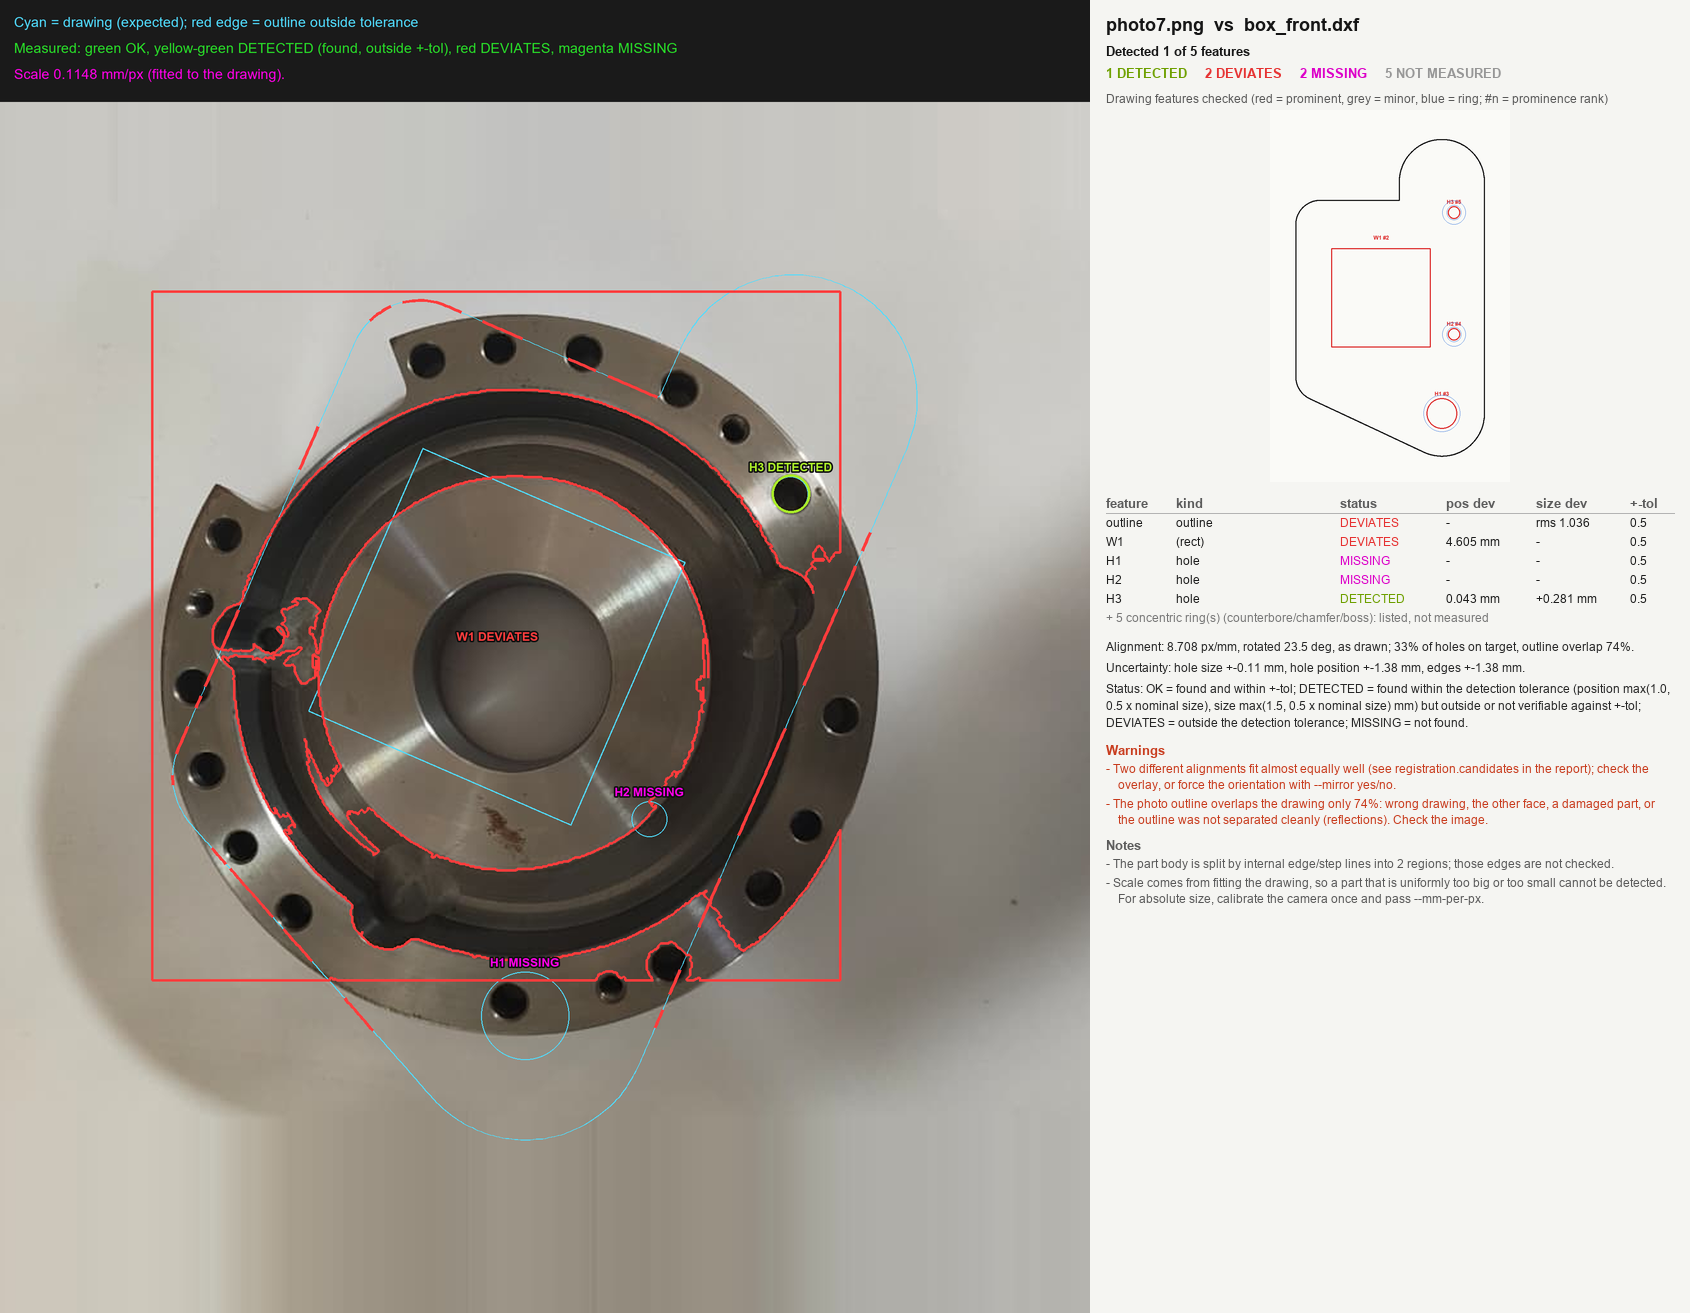 Cyan = drawing (expected); red edge = outline outside tolerance
Measured: green OK, yellow-green DETECTED (found, outside +-tol), red DEVIATES, magenta MISSING
Scale 0.1148 mm/px (fitted to the drawing).
H3 DETECTED
W1 DEVIATES
H2 MISSING
H1 MISSING
photo7.png vs box_front.dxf
Detected 1 of 5 features
1 DETECTED 2 DEVIATES 2 MISSING 5 NOT MEASURED
Drawing features checked (red = prominent, grey = minor, blue = ring; #n = prominence rank)
H3 #5
W1 #2
H2 #4
H1 #3
feature kind status pos dev size dev +-tol
outline outline DEVIATES - rms 1.036 0.5
W1 (rect) DEVIATES 4.605 mm - 0.5
H1 hole MISSING - - 0.5
H2 hole MISSING - - 0.5
H3 hole DETECTED 0.043 mm +0.281 mm 0.5
+ 5 concentric ring(s) (counterbore/chamfer/boss): listed, not measured
Alignment: 8.708 px/mm, rotated 23.5 deg, as drawn; 33% of holes on target, outline overlap 74%.
Uncertainty: hole size +-0.11 mm, hole position +-1.38 mm, edges +-1.38 mm.
Status: OK = found and within +-tol; DETECTED = found within the detection tolerance (position max(1.0,
0.5 x nominal size), size max(1.5, 0.5 x nominal size) mm) but outside or not verifiable against +-tol;
DEVIATES = outside the detection tolerance; MISSING = not found.
Warnings
- Two different alignments fit almost equally well (see registration.candidates in the report); check the
overlay, or force the orientation with --mirror yes/no.
- The photo outline overlaps the drawing only 74%: wrong drawing, the other face, a damaged part, or
the outline was not separated cleanly (reflections). Check the image.
Notes
- The part body is split by internal edge/step lines into 2 regions; those edges are not checked.
- Scale comes from fitting the drawing, so a part that is uniformly too big or too small cannot be detected.
For absolute size, calibrate the camera once and pass --mm-per-px.